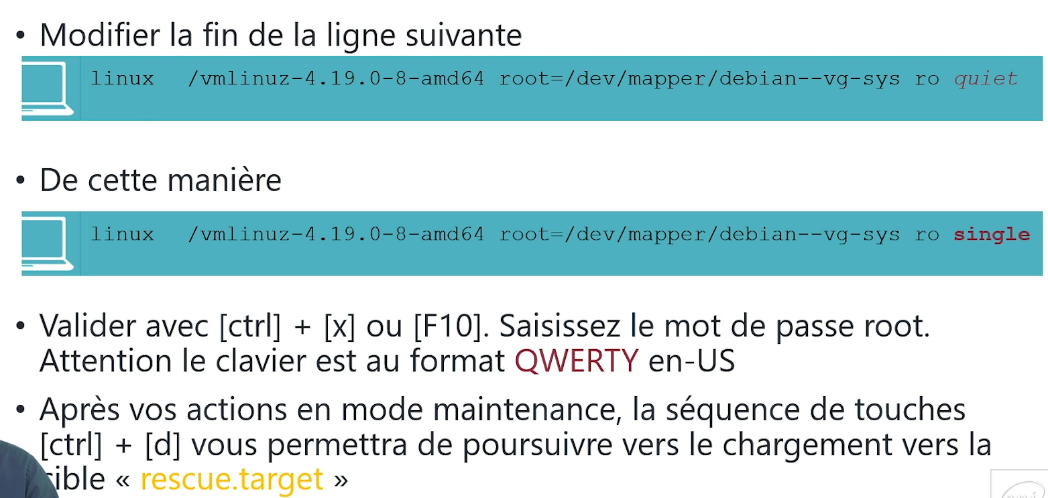 • Modifier la fin de la ligne suivante
linux /vmlinuz-4.19.0-8-amd64 root=/dev/mapper/debian--vg-sys ro quiet
• De cette manière
linux /vmlinuz-4.19.0-8-amd64 root=/dev/mapper/debian--vg-sys ro single
• Valider avec [ctrl] + [x] ou [F10]. Saisissez le mot de passe root.
Attention le clavier est au format QWERTY en-US
• Après vos actions en mode maintenance, la séquence de touches
[ctrl] + [d] vous permettra de poursuivre vers le chargement vers la
« rescue.target »